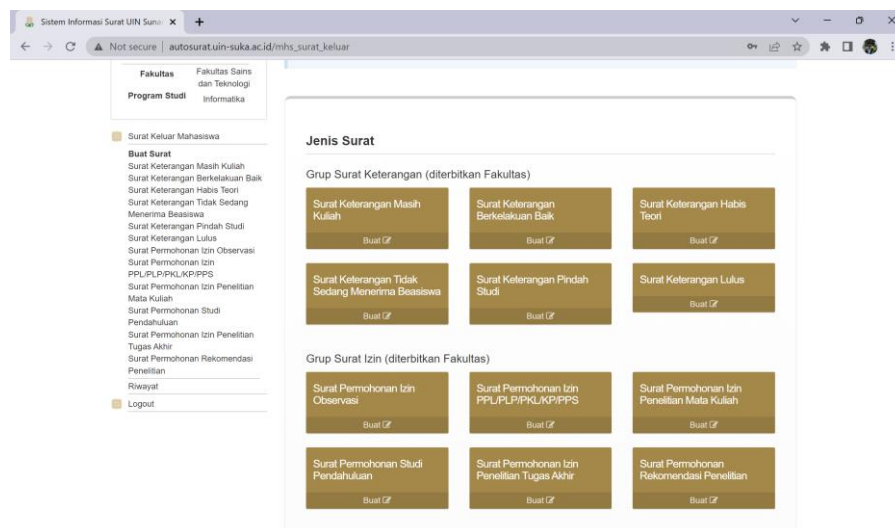 Sistem Informasi Surat UIN Suna
Not secure | autosurat.uin-suka.ac.id/mhs_surat_keluar
Fakultas Fakultas Sains
dan Teknologi
Program Studi Informatika
Surat Keluar Mahasiswa
Buat Surat
Surat Keterangan Masih Kuliah
Surat Keterangan Berkelakuan Baik
Surat Keterangan Habis Teori
Surat Keterangan Tidak Sedang
Menerima Beasiswa
Surat Keterangan Pindah Studi
Surat Keterangan Lulus
Surat Permohonan Izin Observasi
Surat Permohonan Izin
PPL/PLP/PKL/KP/PPS
Surat Permohonan Izin Penelitian
Mata Kuliah
Surat Permohonan Studi
Pendahuluan
Surat Permohonan Izin Penelitian
Tugas Akhir
Surat Permohonan Rekomendasi
Penelitian
Riwayat
Logout
Jenis Surat
Grup Surat Keterangan (diterbitkan Fakultas)
Surat Keterangan Masih
Kuliah
Buat
Surat Keterangan
Berkelakuan Baik
Buat
Surat Keterangan Habis
Teori
Buat
Surat Keterangan Tidak
Sedang Menerima Beasiswa
Buat
Surat Keterangan Pindah
Studi
Buat
Surat Keterangan Lulus
Buat
Grup Surat Izin (diterbitkan Fakultas)
Surat Permohonan Izin
Observasi
Buat
Surat Permohonan Izin
PPL/PLP/PKL/KP/PPS
Buat
Surat Permohonan Izin
Penelitian Mata Kuliah
Buat
Surat Permohonan Studi
Pendahuluan
Buat
Surat Permohonan Izin
Penelitian Tugas Akhir
Buat
Surat Permohonan
Rekomendasi Penelitian
Buat